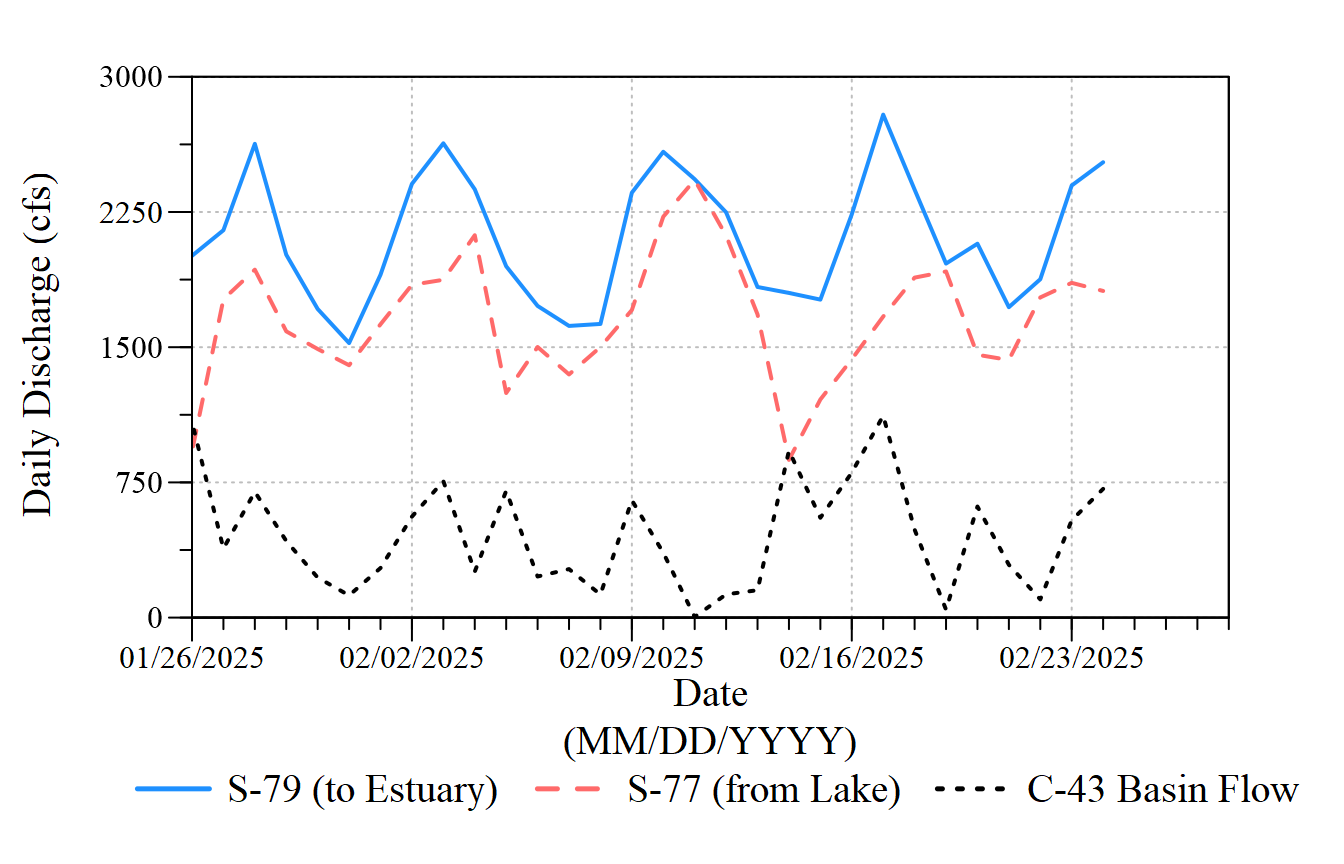 3000
2250
1500
750
0
Daily Discharge (cfs)
01/26/2025 02/02/2025 02/09/2025 02/16/2025 02/23/2025
Date
(MM/DD/YYYY)
S-79 (to Estuary) S-77 (from Lake) C-43 Basin Flow